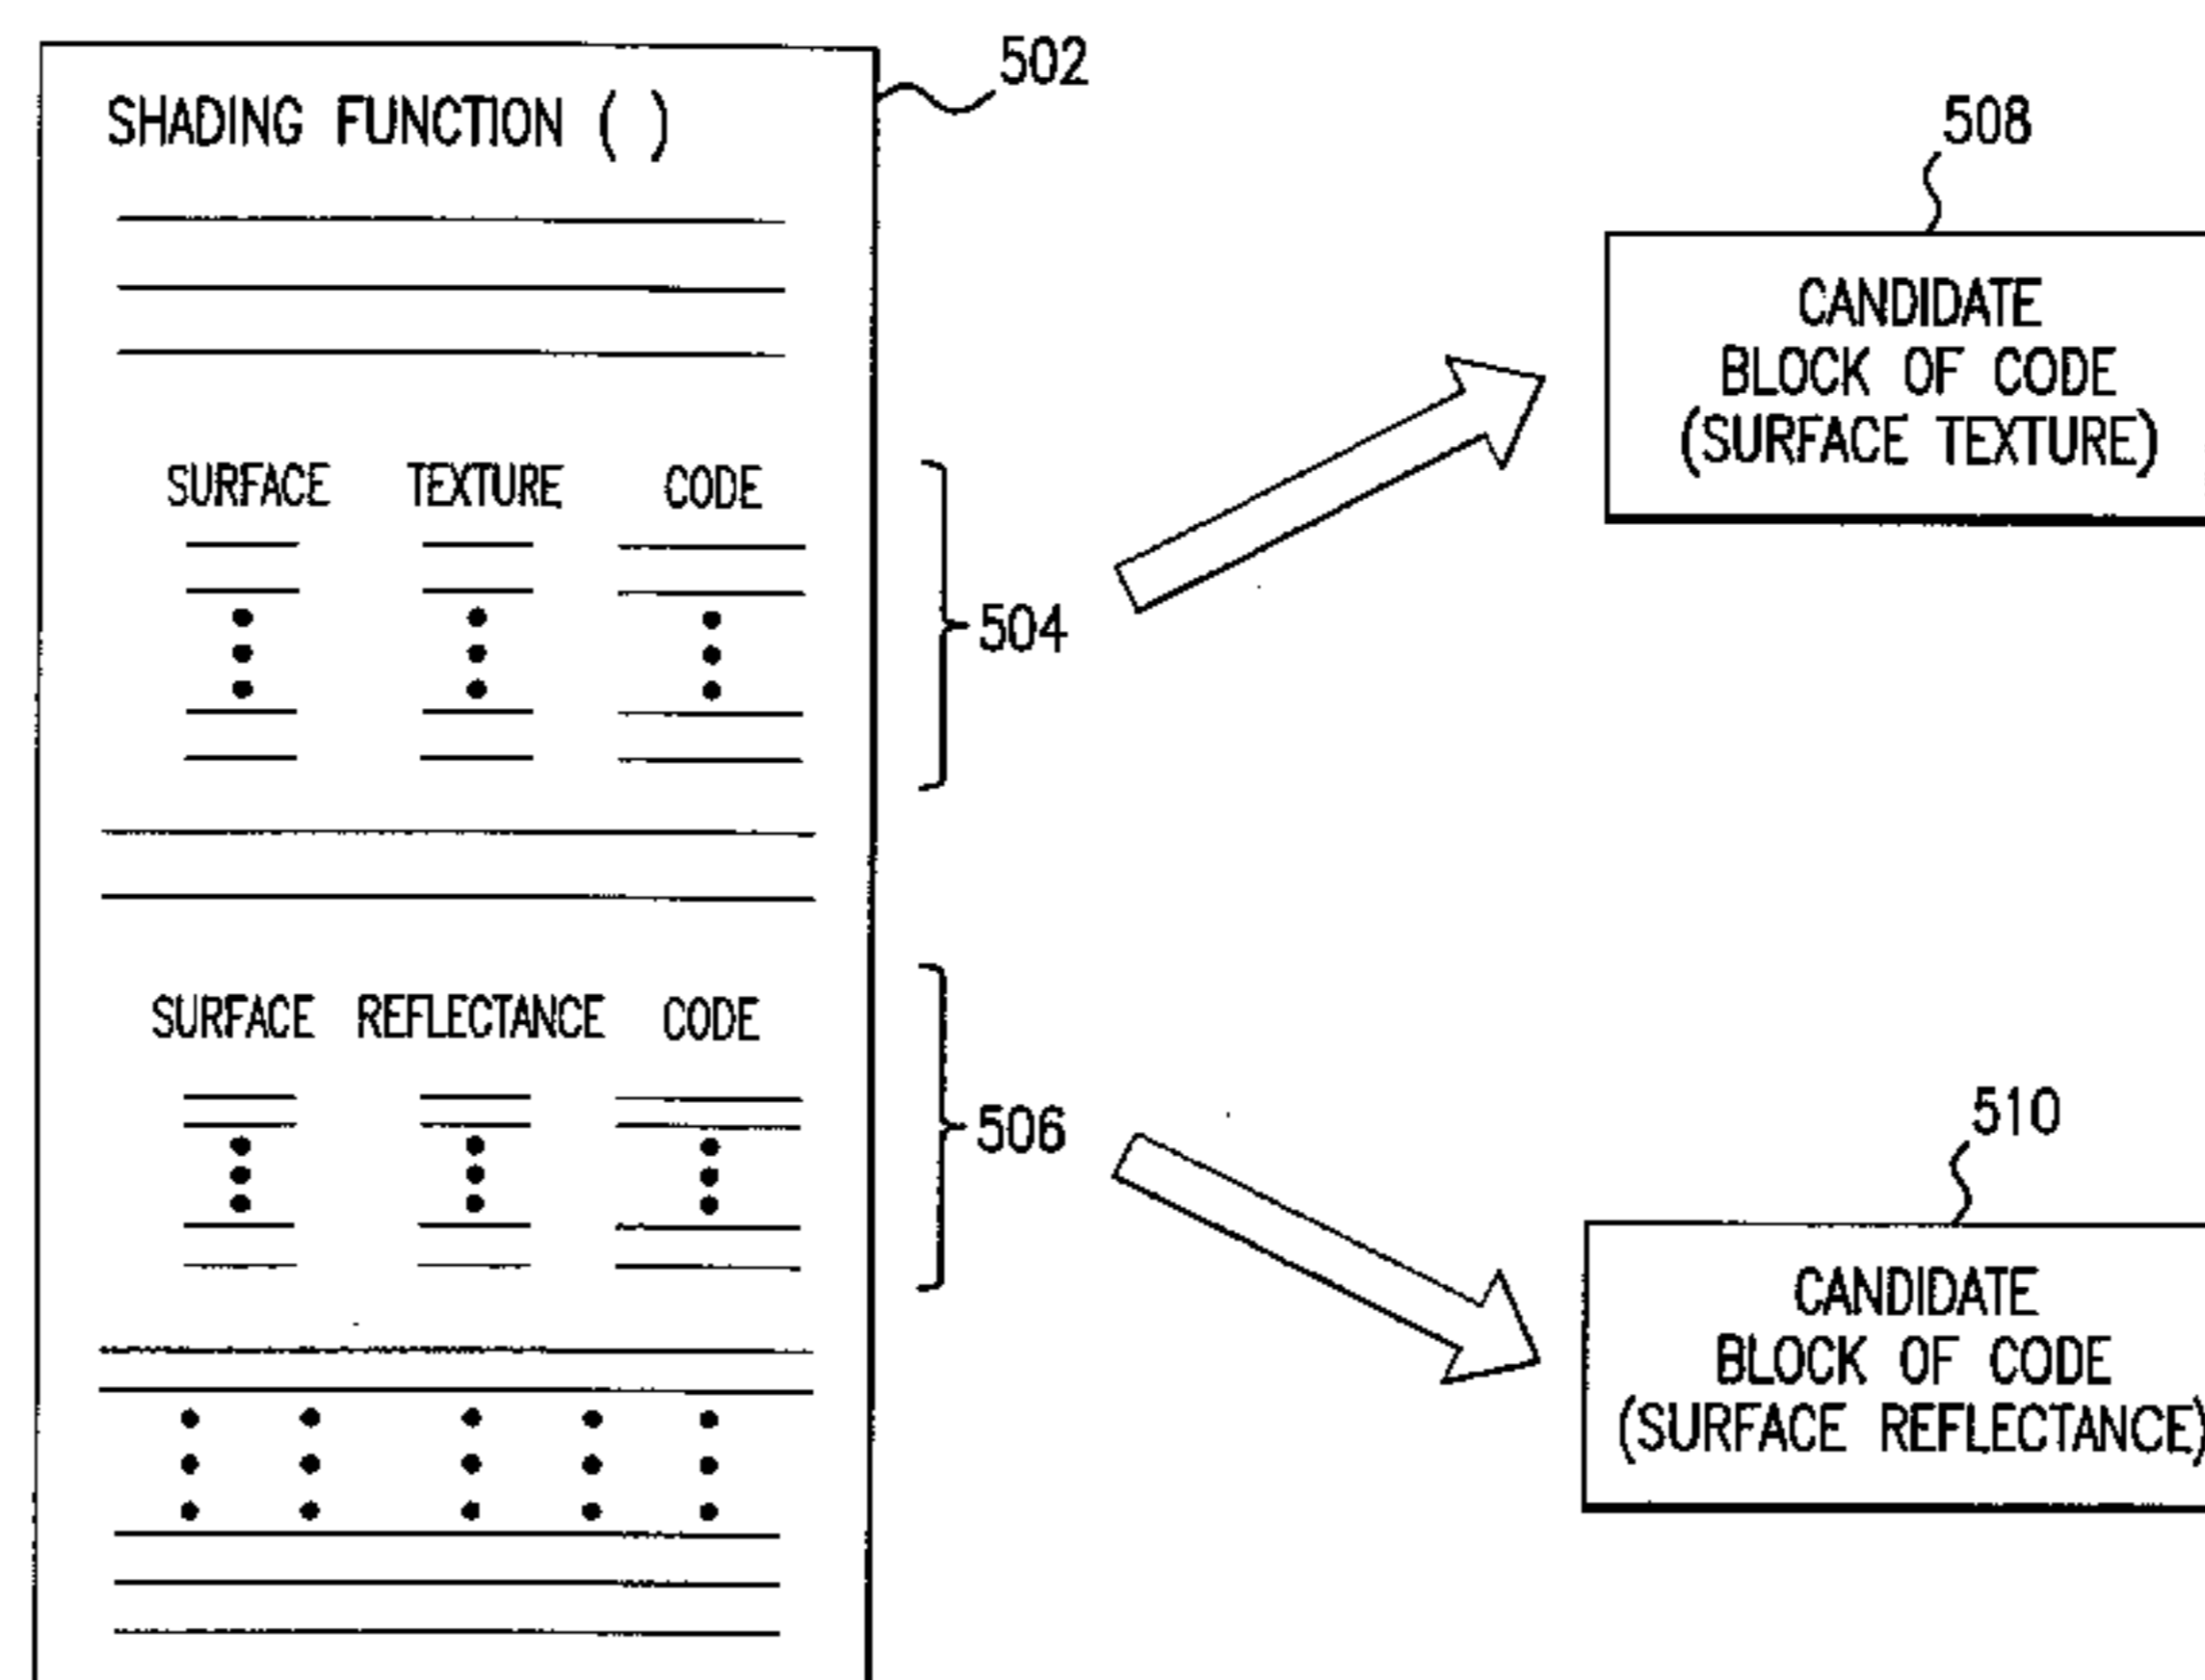 SHADING FUNCTION ( )
502
SURFACE TEXTURE CODE
504
SURFACE REFLECTANCE CODE
506
508
CANDIDATE
BLOCK OF CODE
(SURFACE TEXTURE)
510
CANDIDATE
BLOCK OF CODE
(SURFACE REFLECTANCE)